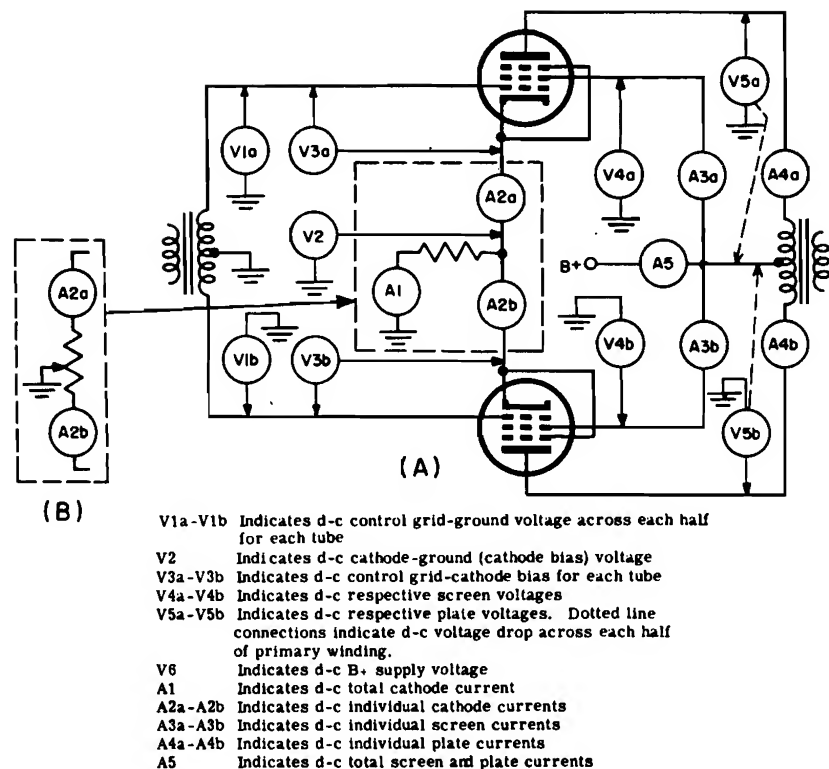 V5a
V1a
V3a
V4a
A3a
A4a
A2a
V2
B+
A5
A1
A2b
A2a
V1b
V3b
V4b
A3b
A4b
A2b
V5b
(A)
(B)
V1a-V1b Indicates d-c control grid-ground voltage across each half
for each tube
V2 Indicates d-c cathode-ground (cathode bias) voltage
V3a-V3b Indicates d-c control grid-cathode bias for each tube
V4a-V4b Indicates d-c respective screen voltages
V5a-V5b Indicates d-c respective plate voltages. Dotted line
connections indicate d-c voltage drop across each half
of primary winding.
V6 Indicates d-c B+ supply voltage
A1 Indicates d-c total cathode current
A2a-A2b Indicates d-c individual cathode currents
A3a-A3b Indicates d-c individual screen currents
A4a-A4b Indicates d-c individual plate currents
A5 Indicates d-c total screen and plate currents